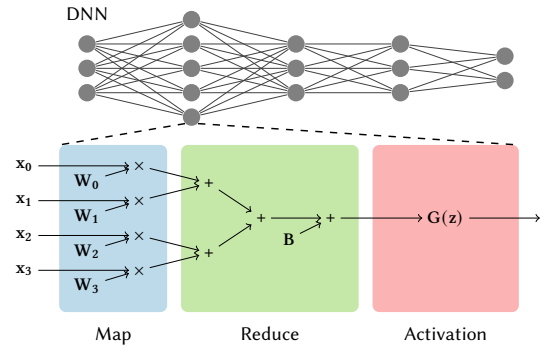 DNN
x0
W0
×
+
x1
W1
×
+
B
+
G(z)
x2
W2
×
+
x3
W3
×
Map
Reduce
Activation